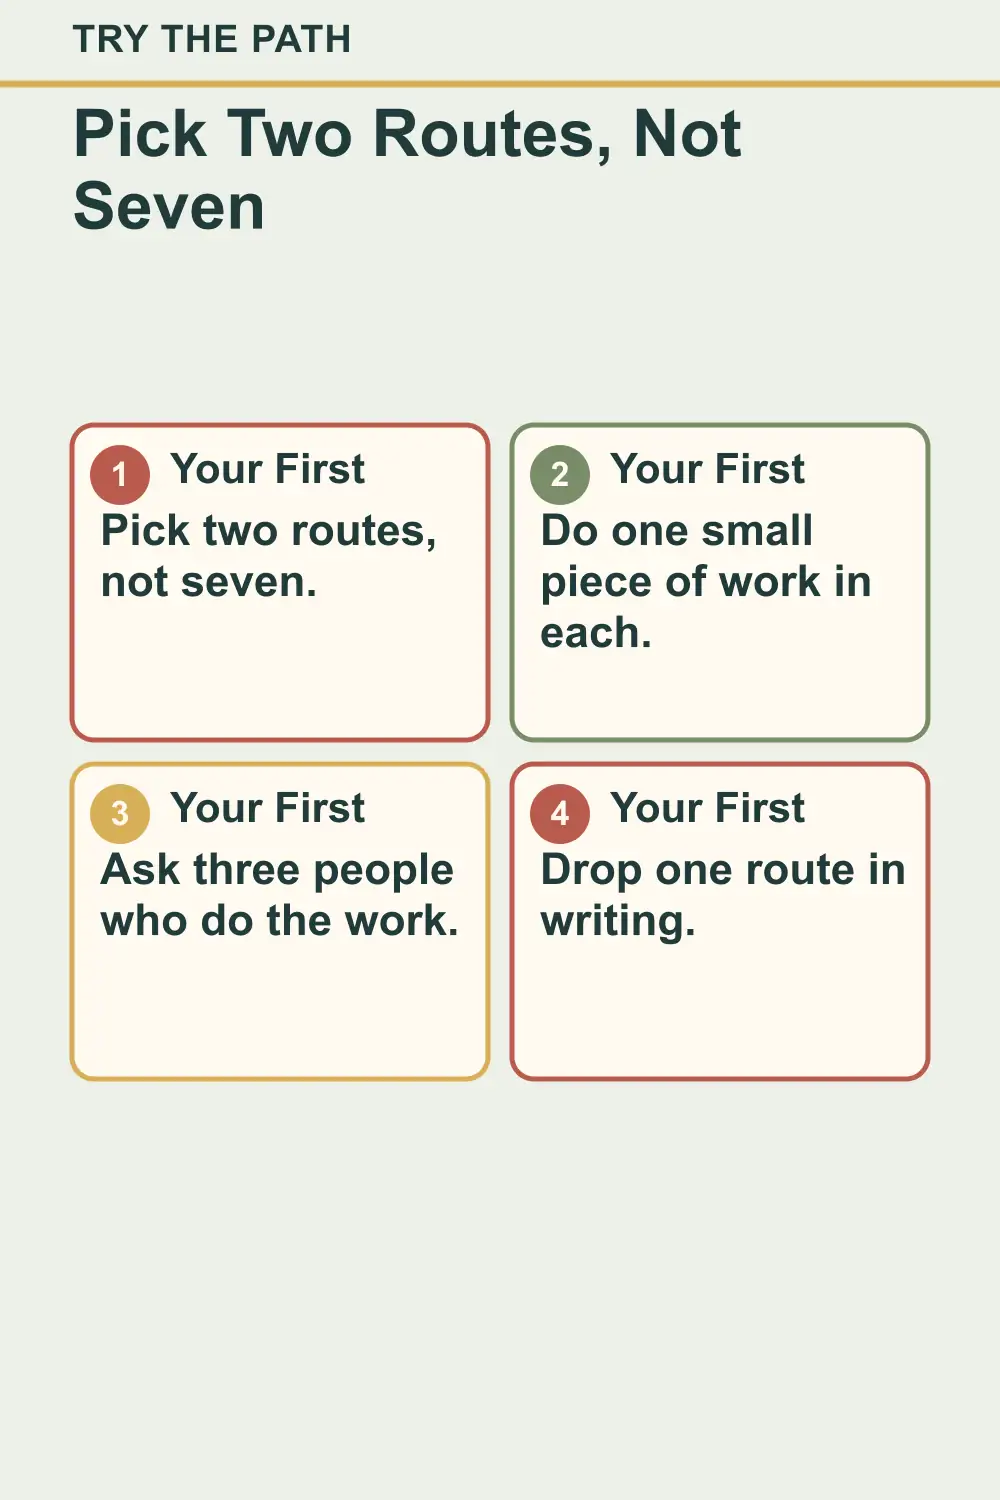 TRY THE PATH
Pick Two Routes, Not
Seven
1 Your First
Pick two routes,
not seven.
2 Your First
Do one small
piece of work in
each.
3 Your First
Ask three people
who do the work.
4 Your First
Drop one route in
writing.